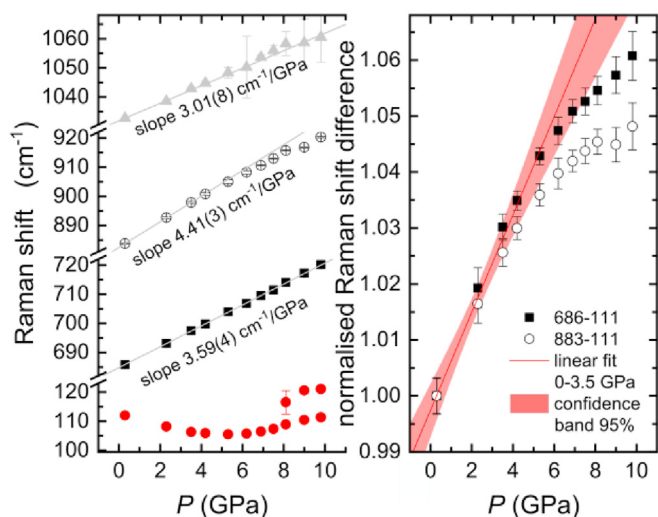 Raman shift (cm⁻¹)
1060
1050
1040
1030
920
900
880
720
700
680
120
110
100
slope 3.01(8) cm⁻¹/GPa
slope 4.41(3) cm⁻¹/GPa
slope 3.59(4) cm⁻¹/GPa
0 2 4 6 8 10
P (GPa)
normalised Raman shift difference
1.06
1.05
1.04
1.03
1.02
1.01
1.00
0.99
686-111
883-111
linear fit
0-3.5 GPa
confidence
band 95%
0 2 4 6 8 10
P (GPa)